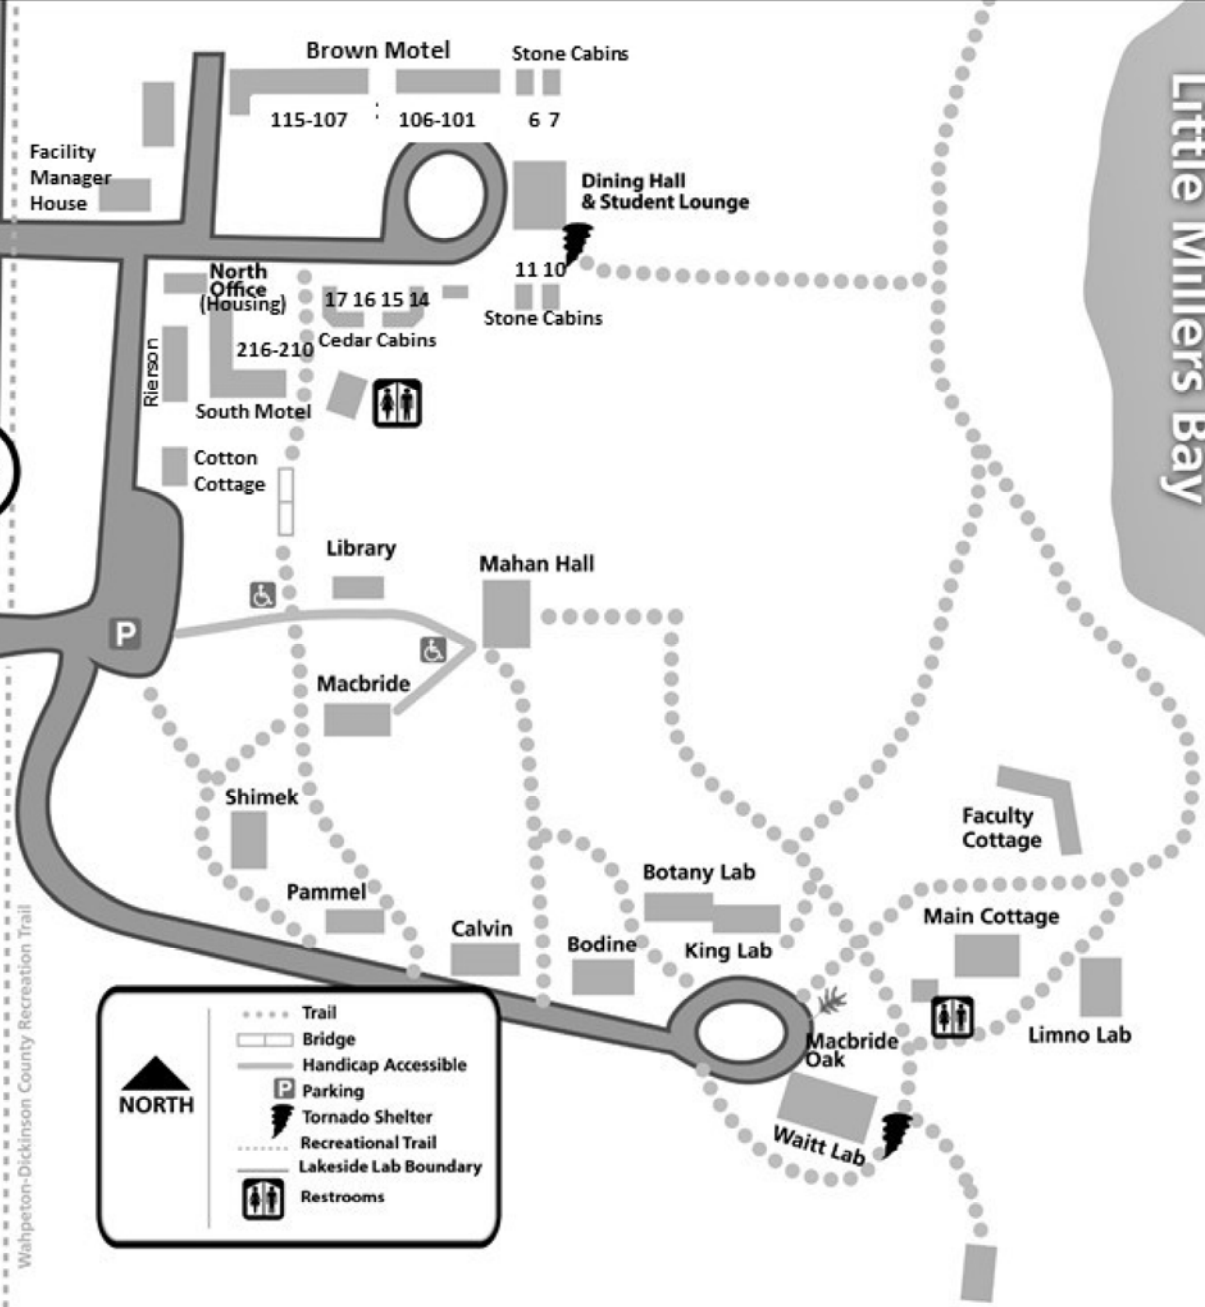 Brown Motel
Stone Cabins
115-107
:
106-101
6 7
Facility
Manager
House
Dining Hall
& Student Lounge
Little Millers Bay
North
Office
(Housing)
11 10
Stone Cabins
17 16 15 14
Cedar Cabins
216-210
Rierson
South Motel
Cotton
Cottage
Library
Mahan Hall
P
Macbride
Shimek
Faculty
Cottage
Pammel
Botany Lab
Main Cottage
Calvin
Bodine
King Lab
Limno Lab
Macbride
Oak
Waitt Lab
Wahpeton-Dickinson County Recreation Trail
NORTH
Trail
Bridge
Handicap Accessible
P Parking
Tornado Shelter
Recreational Trail
Lakeside Lab Boundary
Restrooms